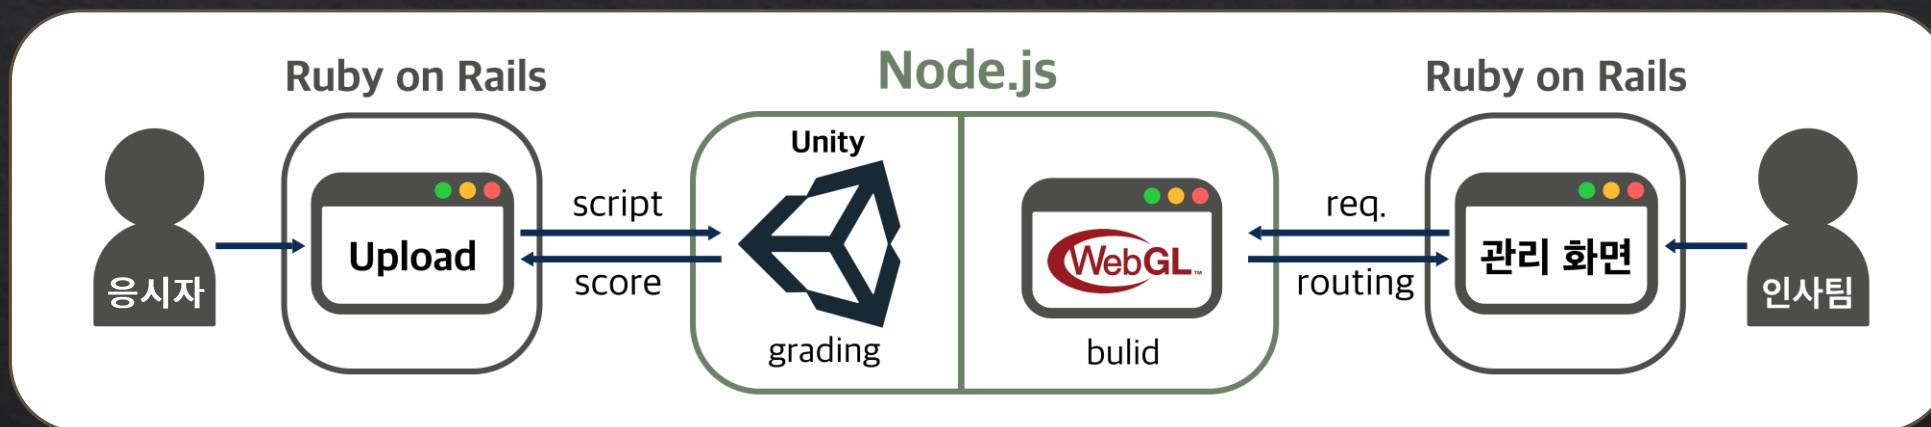 Ruby on Rails
Node.js
Ruby on Rails
응시자
Upload
script
score
Unity
grading
WebGL™
bulid
req.
routing
관리 화면
인사팀